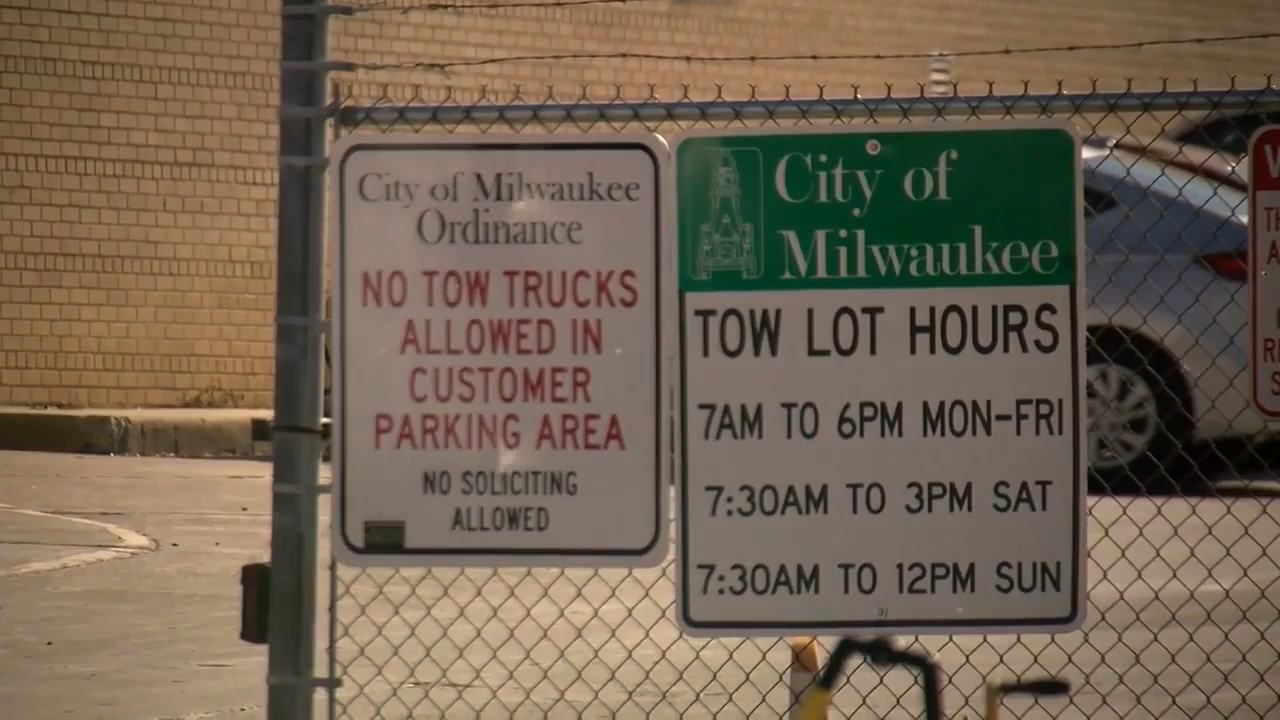 City of Milwaukee
Ordinance
NO TOW TRUCKS
ALLOWED IN
CUSTOMER
PARKING AREA
NO SOLICITING
ALLOWED
City of
Milwaukee
TOW LOT HOURS
7AM TO 6PM MON-FRI
7:30AM TO 3PM SAT
7:30AM TO 12PM SUN